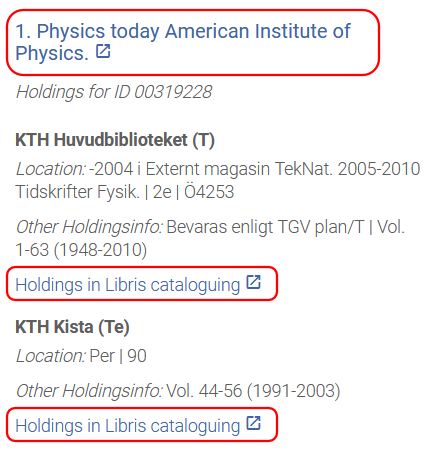 1. Physics today American Institute of
Physics.
Holdings for ID 00319228
KTH Huvudbiblioteket (T)
Location: -2004 i Externt magasin TekNat. 2005-2010
Tidskrifter Fysik. | 2e | Ö4253
Other Holdingsinfo: Bevaras enligt TGV plan/T | Vol.
1-63 (1948-2010)
Holdings in Libris cataloguing
KTH Kista (Te)
Location: Per | 90
Other Holdingsinfo: Vol. 44-56 (1991-2003)
Holdings in Libris cataloguing